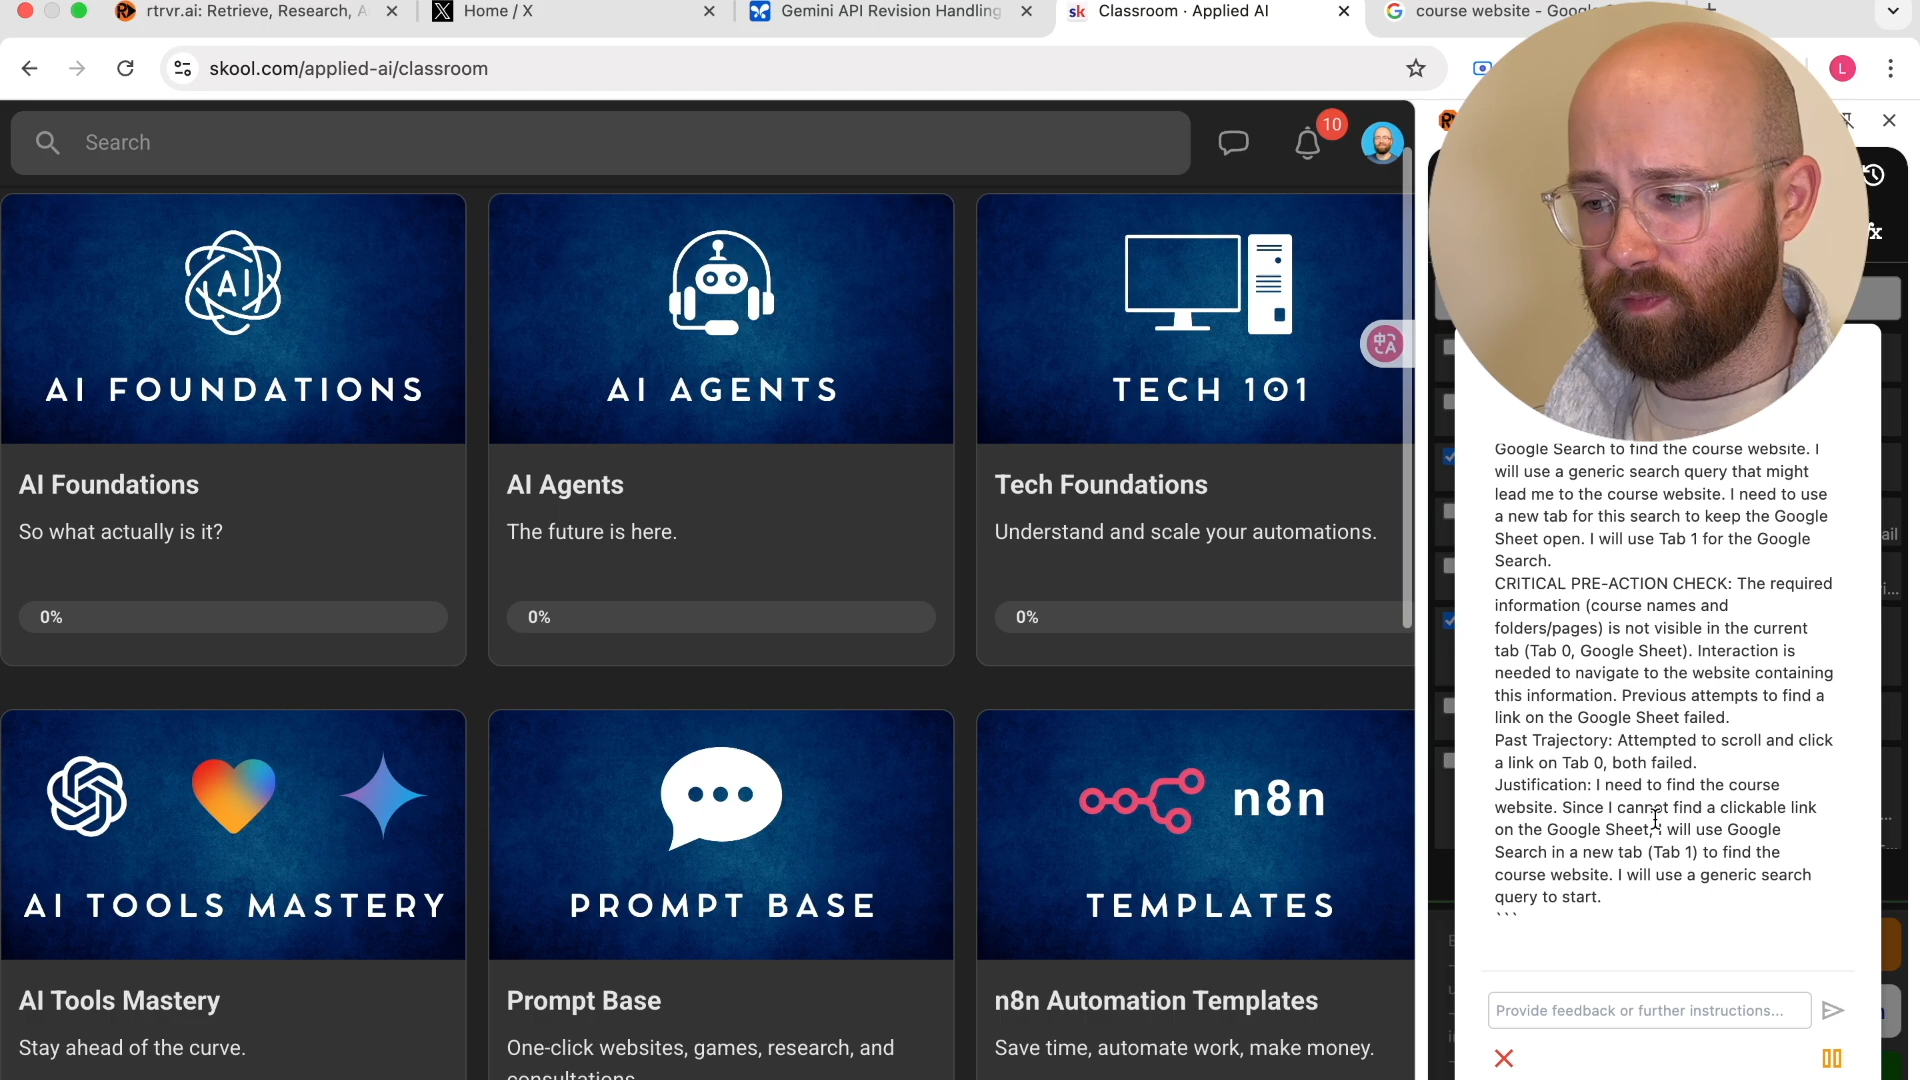 rtrvr.ai: Retrieve, Research, A
Home / X
Gemini API Revision Handling
sk
Classroom · Applied AI
course website - Goog
skool.com/applied-ai/classroom
L
Search
10
AI
AI FOUNDATIONS
AI AGENTS
TECH 101
AI Foundations
So what actually is it?
0%
AI Agents
The future is here.
0%
Tech Foundations
Understand and scale your automations.
0%
AI TOOLS MASTERY
PROMPT BASE
n8n
TEMPLATES
AI Tools Mastery
Stay ahead of the curve.
Prompt Base
One-click websites, games, research, and
consultations
n8n Automation Templates
Save time, automate work, make money.
Google Search to find the course website. I
will use a generic search query that might
lead me to the course website. I need to use
a new tab for this search to keep the Google
Sheet open. I will use Tab 1 for the Google
Search.
CRITICAL PRE-ACTION CHECK: The required
information (course names and
folders/pages) is not visible in the current
tab (Tab 0, Google Sheet). Interaction is
needed to navigate to the website containing
this information. Previous attempts to find a
link on the Google Sheet failed.
Past Trajectory: Attempted to scroll and click
a link on Tab 0, both failed.
Justification: I need to find the course
website. Since I cannot find a clickable link
on the Google Sheet, I will use Google
Search in a new tab (Tab 1) to find the
course website. I will use a generic search
query to start.
```
Provide feedback or further instructions...